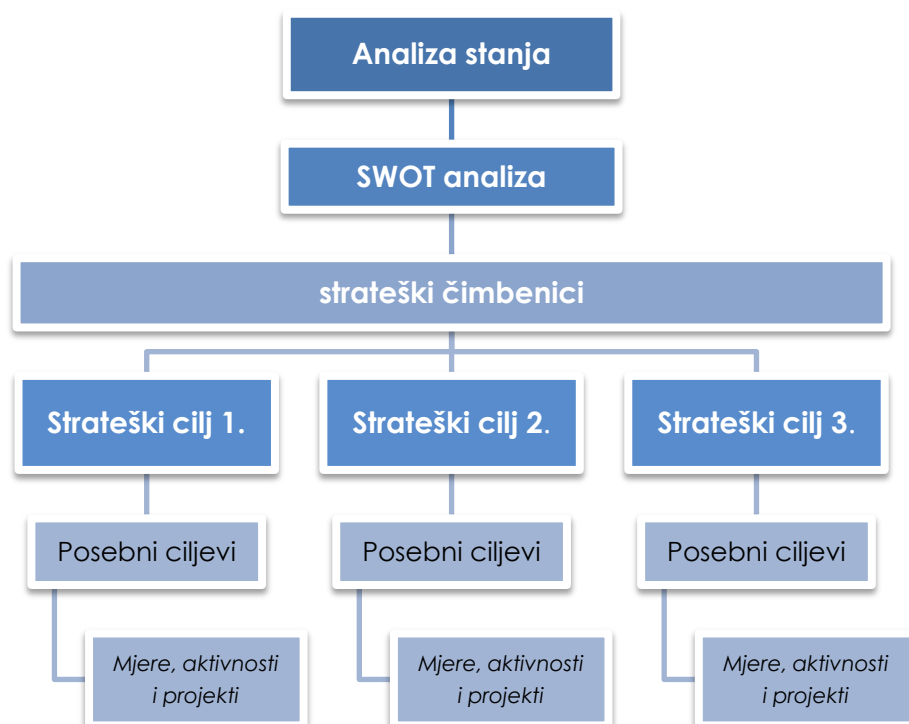 Analiza stanja
SWOT analiza
strateški čimbenici
Strateški cilj 1.
Strateški cilj 2.
Strateški cilj 3.
Posebni ciljevi
Posebni ciljevi
Posebni ciljevi
Mjere, aktivnosti
i projekti
Mjere, aktivnosti
i projekti
Mjere, aktivnosti
i projekti